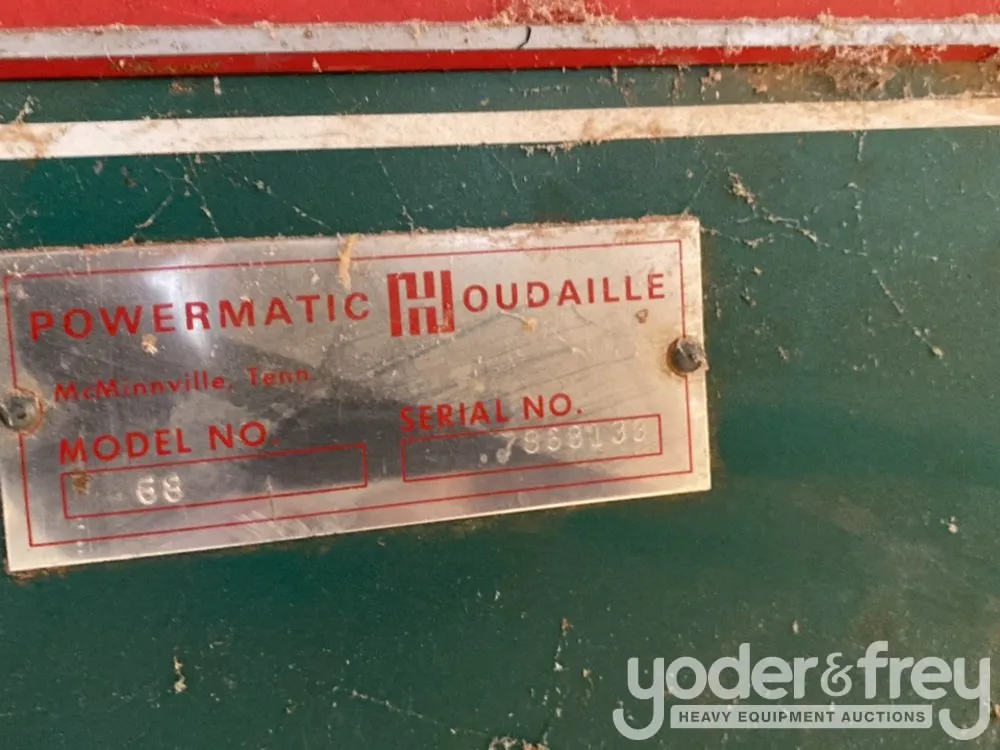 POWERMATIC HOUDAILLE
McMinnville, Tenn.
MODEL NO. SERIAL NO.
68
yoder&frey
HEAVY EQUIPMENT AUCTIONS